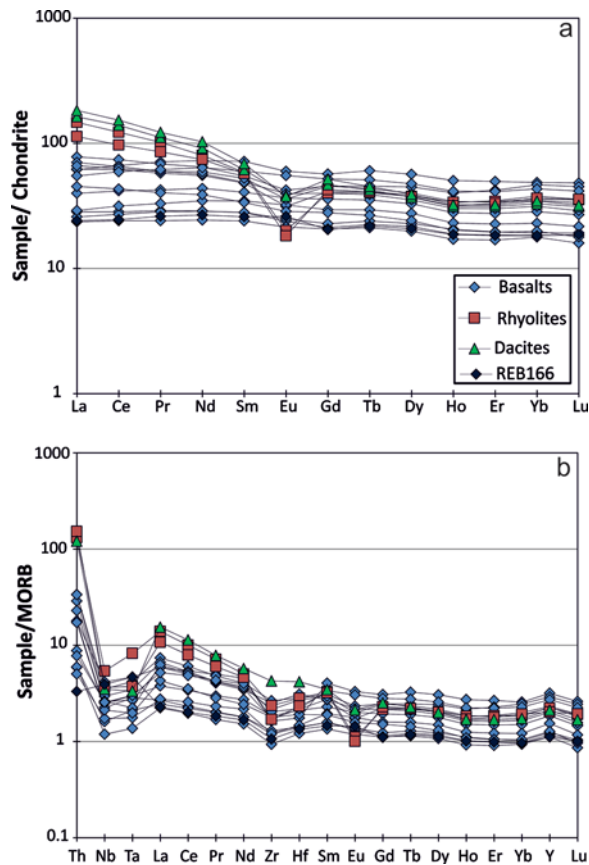 a
1000
100
10
1
Sample/ Chondrite
La Ce Pr Nd Sm Eu Gd Tb Dy Ho Er Yb Lu
Basalts
Rhyolites
Dacites
REB166
b
1000
100
10
1
0.1
Sample/MORB
Th Nb Ta La Ce Pr Nd Zr Hf Sm Eu Gd Tb Dy Ho Er Yb Y Lu